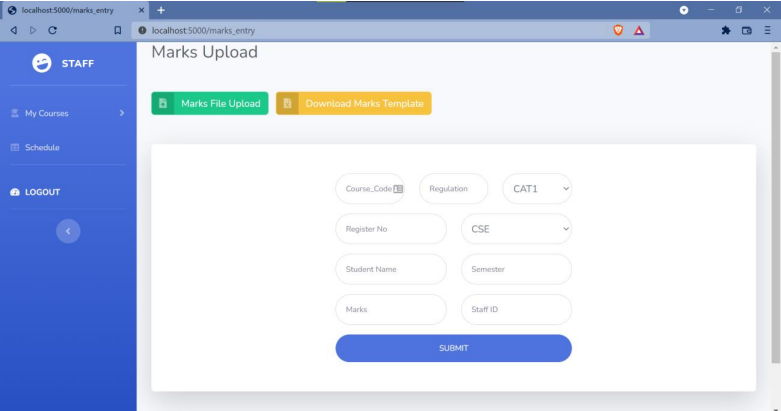 localhost:5000/marks_entry
localhost:5000/marks_entry
STAFF
My Courses
Schedule
LOGOUT
Marks Upload
Marks File Upload Download Marks Template
Course_Code Regulation CAT1
Register No CSE
Student Name Semester
Marks Staff ID
SUBMIT